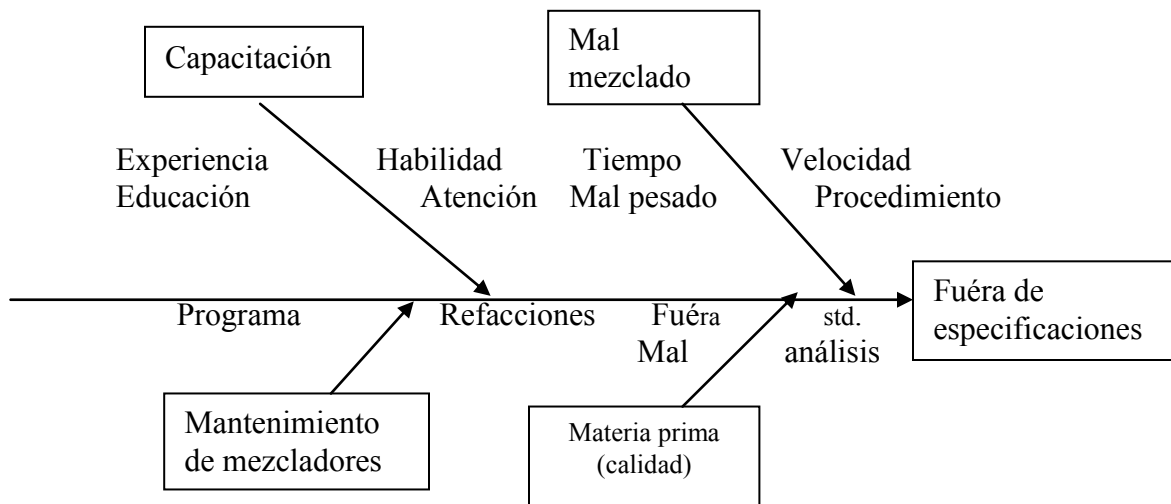 Capacitación
Mal
mezclado
Experiencia Habilidad Tiempo Velocidad
Educación Atención Mal pesado Procedimiento
Programa Refacciones Fuéra std.
Mal análisis
Fuéra de
especificaciones
Mantenimiento
de mezcladores
Materia prima
(calidad)